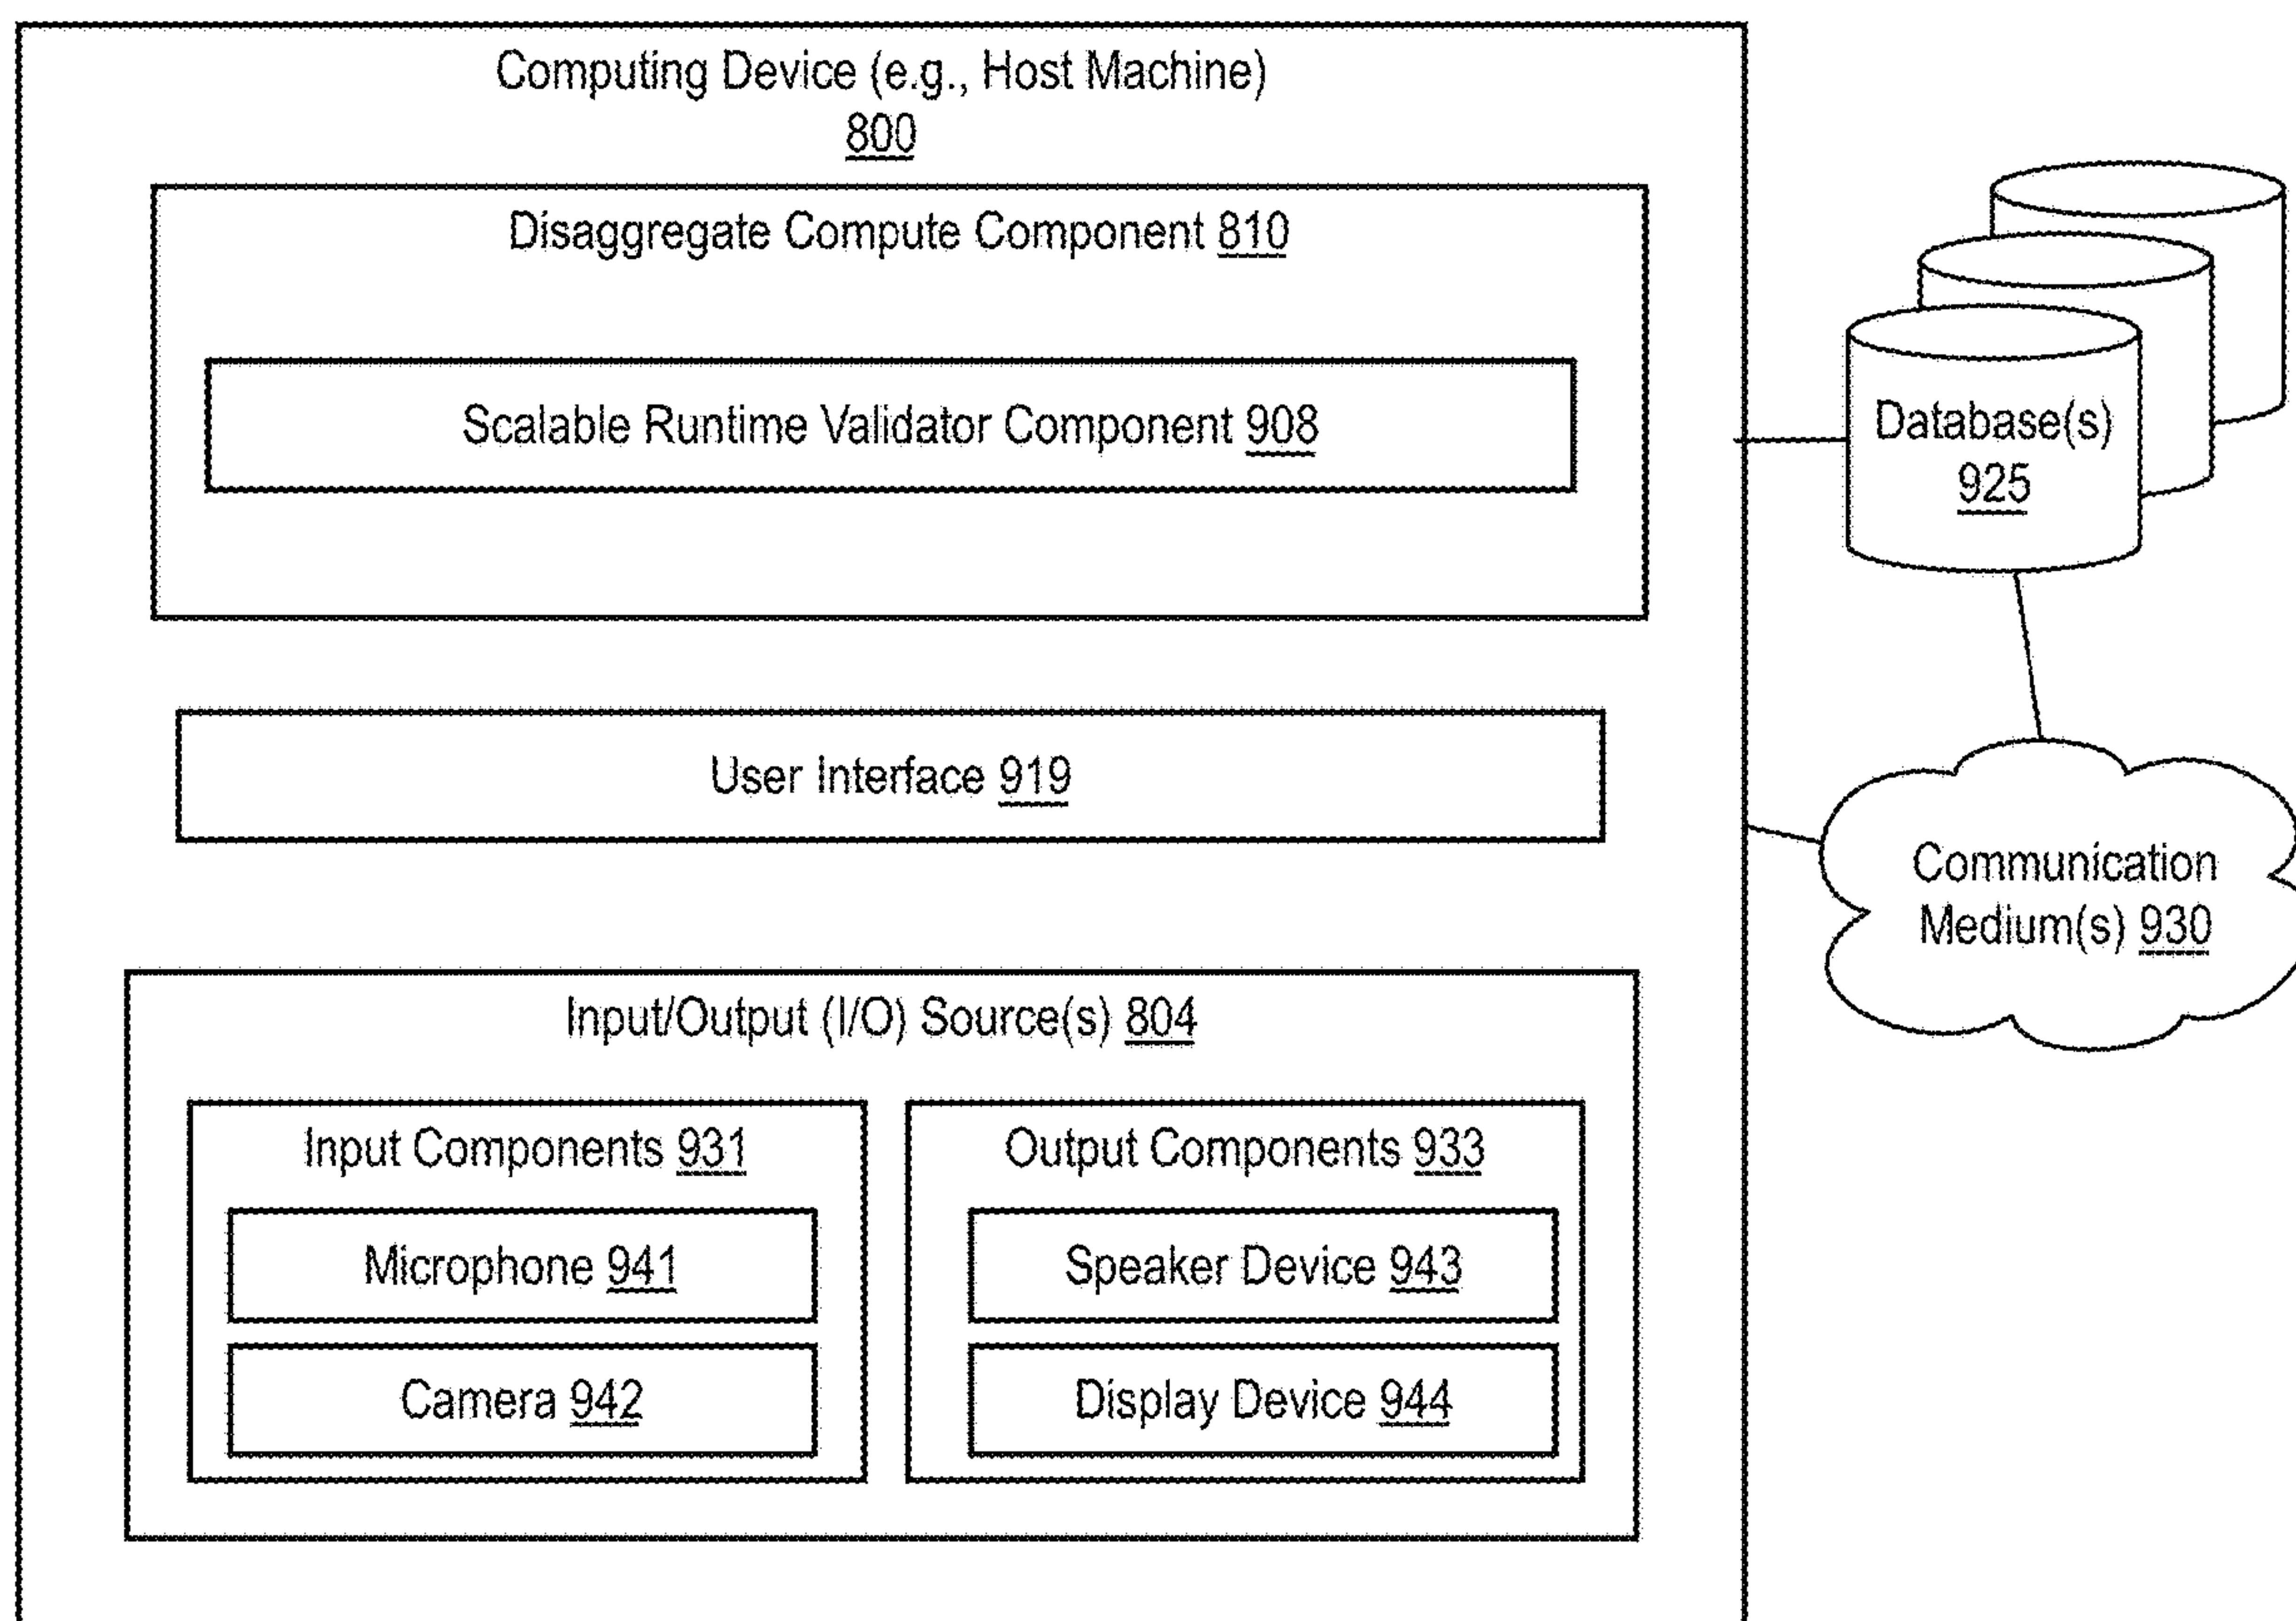 Computing Device (e.g., Host Machine)
800
Disaggregate Compute Component 810
Scalable Runtime Validator Component 908
Database(s)
925
User Interface 919
Communication
Medium(s) 930
Input/Output (I/O) Source(s) 804
Input Components 931
Microphone 941
Camera 942
Output Components 933
Speaker Device 943
Display Device 944